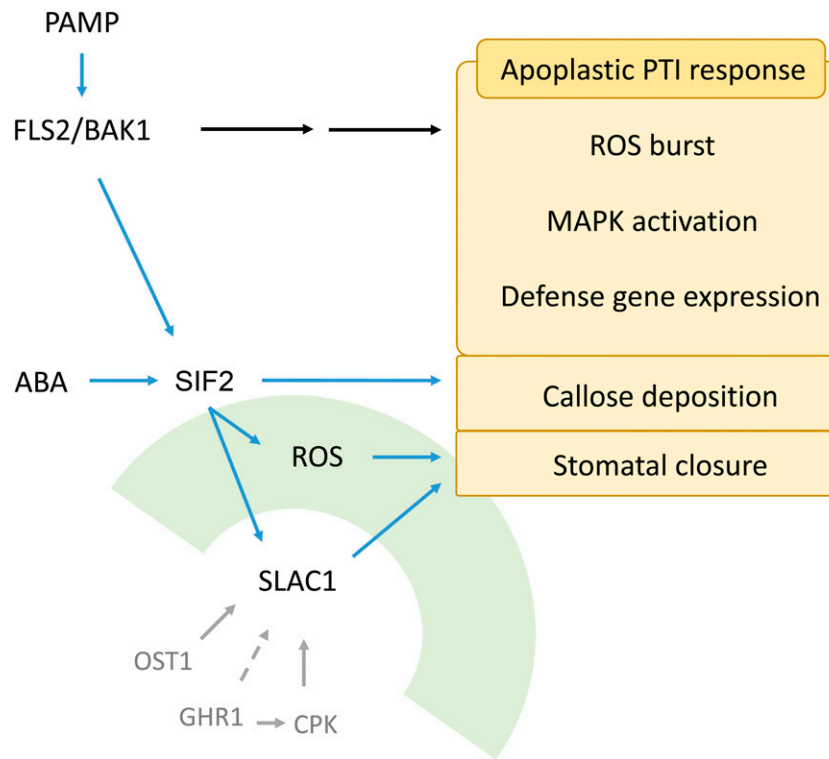 PAMP
Apoplastic PTI response
FLS2/BAK1
ROS burst
MAPK activation
Defense gene expression
ABA
SIF2
Callose deposition
ROS
Stomatal closure
SLAC1
OST1
GHR1
CPK